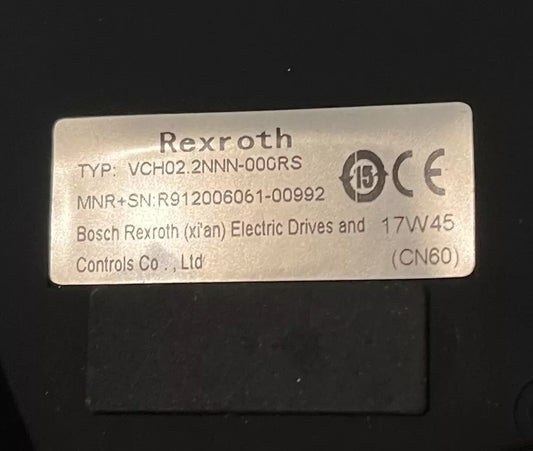 Rexroth
TYP: VCH02.2NNN-000RS
MNR+SN:R912006061-00992
15 CE
Bosch Rexroth (xi'an) Electric Drives and 17W45
Controls Co . , Ltd (CN60)